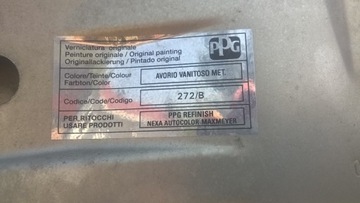 Verniciatura originale
Peinture originale / Original painting
Originallackierung / Pintado original
PPG
Colore/Teinte/Colour
Farbton/Color
AVORIO VANITOSO MET.
Codice/Code/Codigo
272/B
PER RITOCCHI
USARE PRODOTTI
PPG REFINISH
NEXA AUTOCOLOR-MAXMEYER